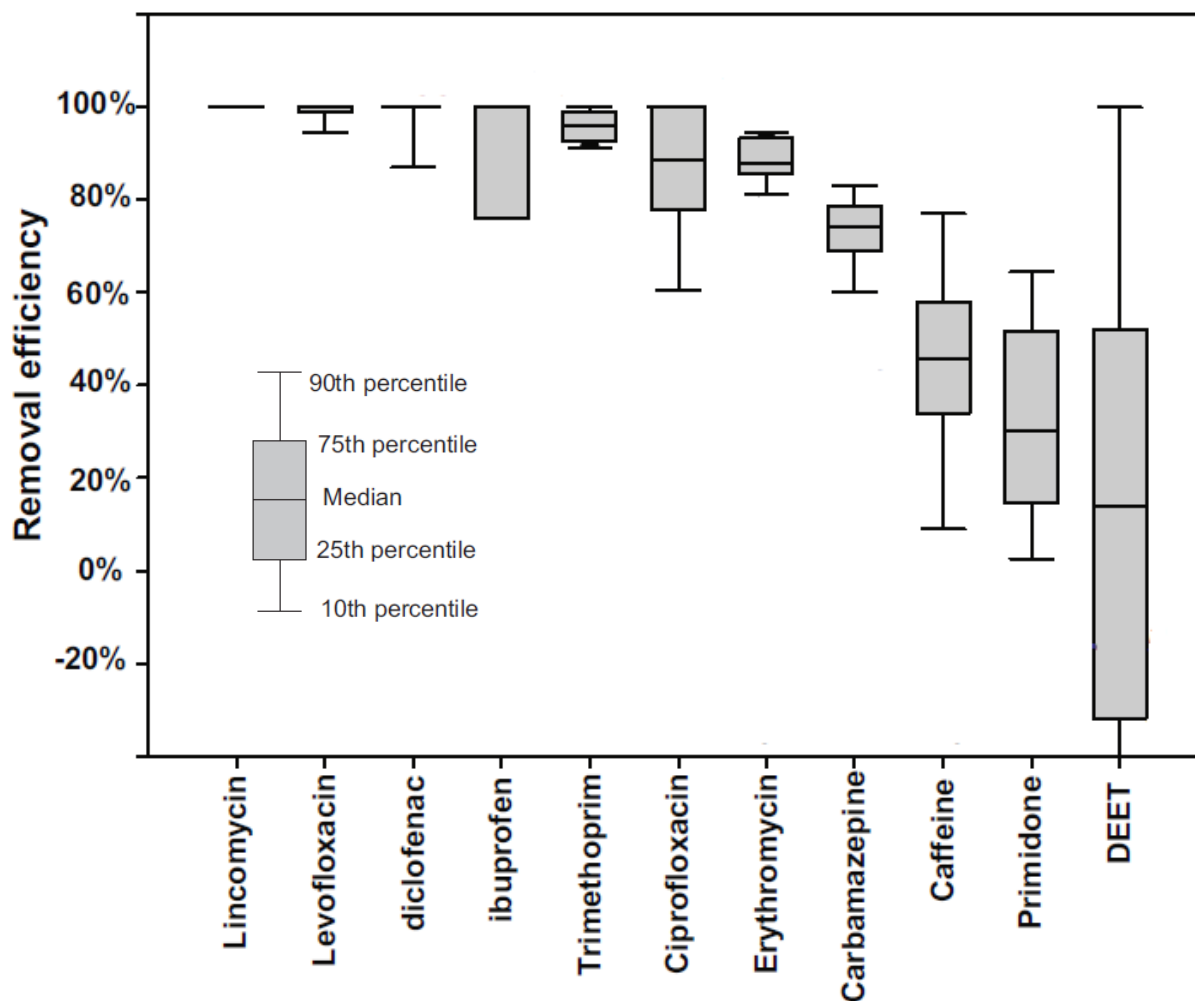 Removal efficiency
100%
80%
60%
40%
20%
0%
-20%
90th percentile
75th percentile
Median
25th percentile
10th percentile
Lincomycin
Levofloxacin
diclofenac
ibuprofen
Trimethoprim
Ciprofloxacin
Erythromycin
Carbamazepine
Caffeine
Primidone
DEET